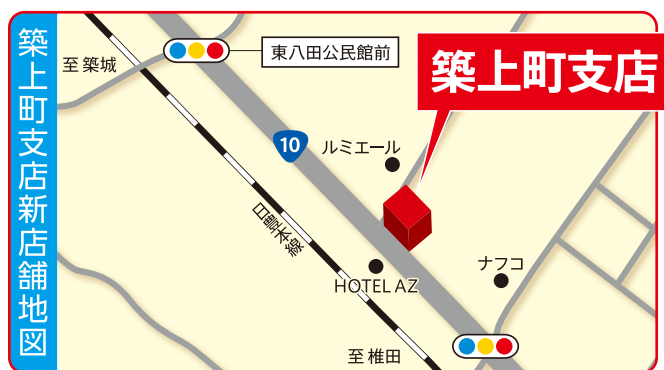 築上町支店新店舗地図
至 築城
東八田公民館前
築上町支店
10
ルミエール
日豊本線
ナフコ
HOTEL AZ
至 椎田